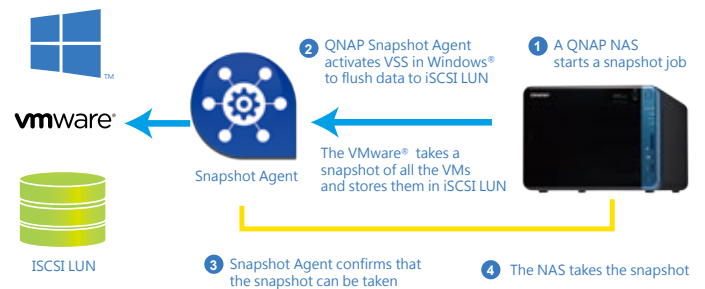 1 A QNAP NAS
starts a snapshot job
2 QNAP Snapshot Agent
activates VSS in Windows®
to flush data to iSCSI LUN
The VMware® takes a
snapshot of all the VMs
and stores them in iSCSI LUN
TM
vmware®
Snapshot Agent
ISCSI LUN
3 Snapshot Agent confirms that
the snapshot can be taken
4 The NAS takes the snapshot